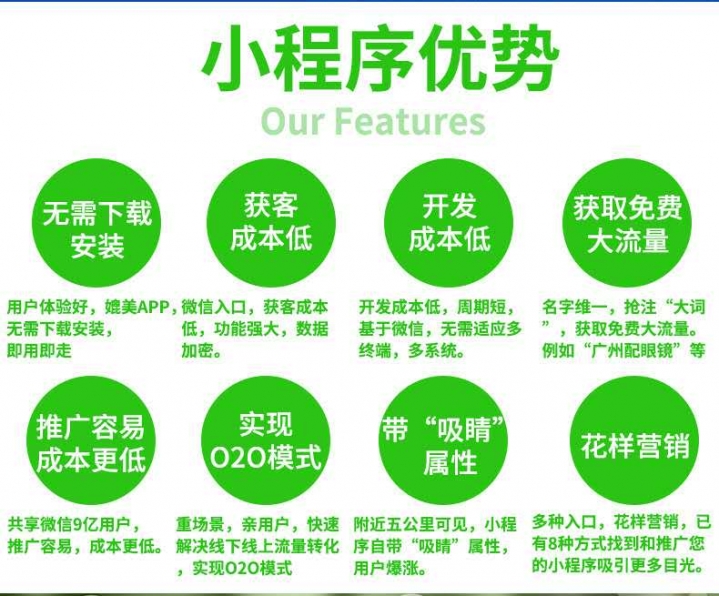 小程序优势
Our Features
无需下载
安装
获客
成本低
开发
成本低
获取免费
大流量
用户体验好，媲美APP，
无需下载安装，
即用即走
微信入口，获客成本
低，功能强大，数据
加密。
开发成本低，周期短，
基于微信，无需适应多
终端，多系统。
名字维一，抢注“大词
”，获取免费大流量。
例如“广州配眼镜”等
推广容易
成本更低
实现
O2O模式
带“吸睛”
属性
花样营销
共享微信9亿用户，
推广容易，成本更低。
重场景，亲用户，快速
解决线下线上流量转化
，实现O2O模式
附近五公里可见，小程
序自带“吸睛”属性，
用户爆涨。
多种入口，花样营销，已
有8种方式找到和推广您
的小程序吸引更多目光。